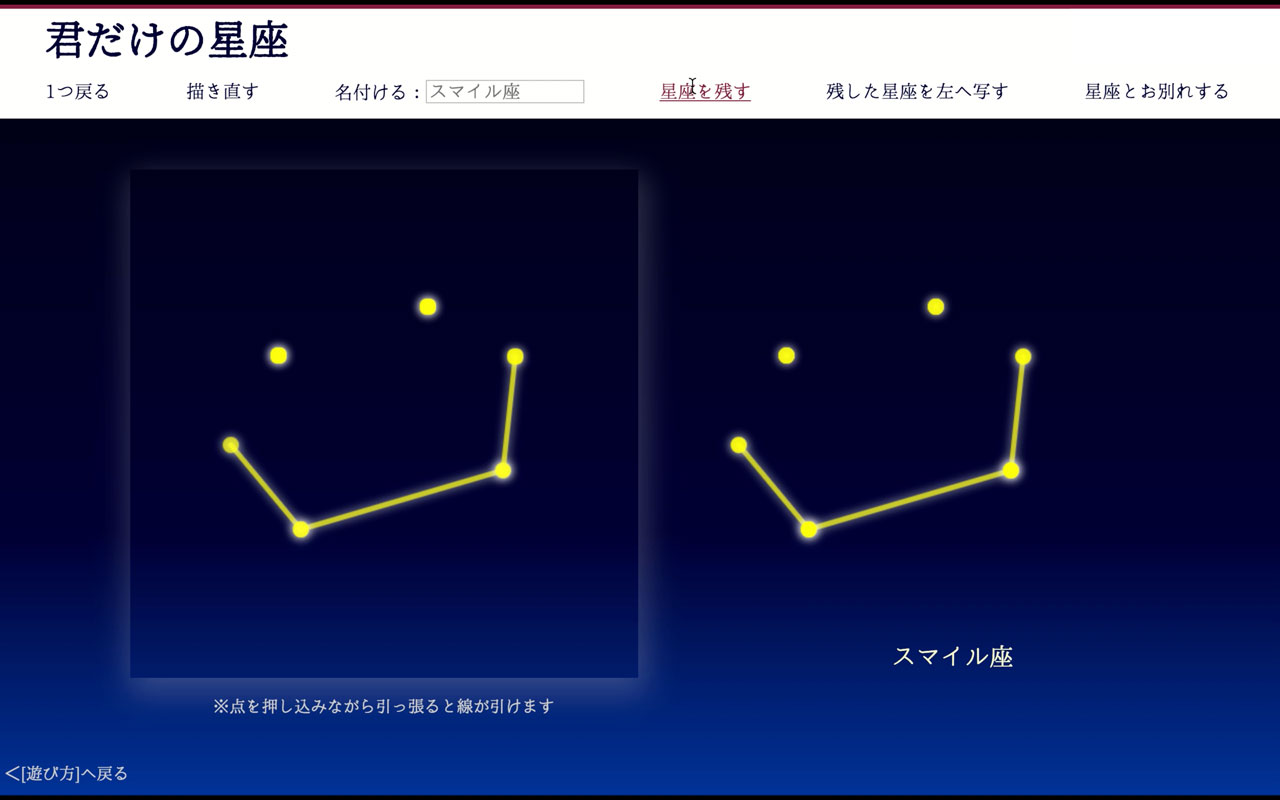 君だけの星座
1つ戻る 描き直す 名付ける：スマイル座 星座を残す 残した星座を左へ写す 星座とお別れする
スマイル座
※点を押し込みながら引っ張ると線が引けます
＜[遊び方]へ戻る